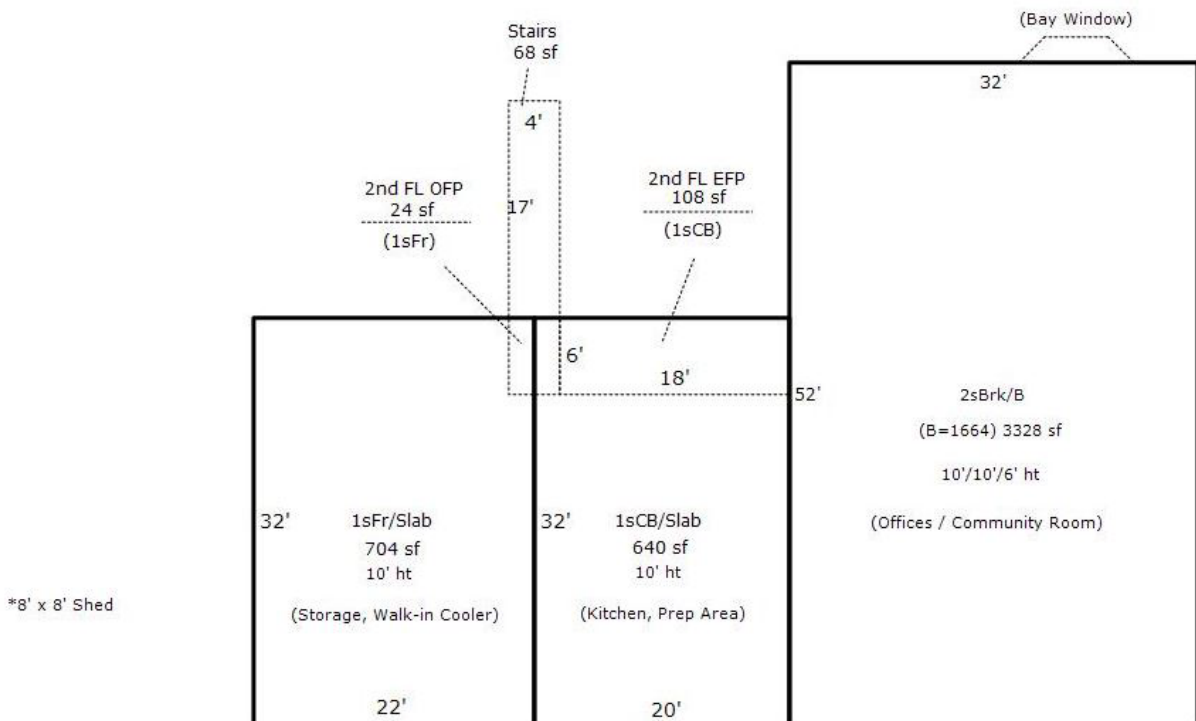 (Bay Window)
Stairs
68 sf
32'
4'
2nd FL OFP
24 sf
(1sFr)
17'
2nd FL EFP
108 sf
(1sCB)
6'
18'
52'
2sBrk/B
(B=1664) 3328 sf
10'/10'/6' ht
(Offices / Community Room)
32'
1sFr/Slab
704 sf
10' ht
(Storage, Walk-in Cooler)
32'
1sCB/Slab
640 sf
10' ht
(Kitchen, Prep Area)
*8' x 8' Shed
22'
20'